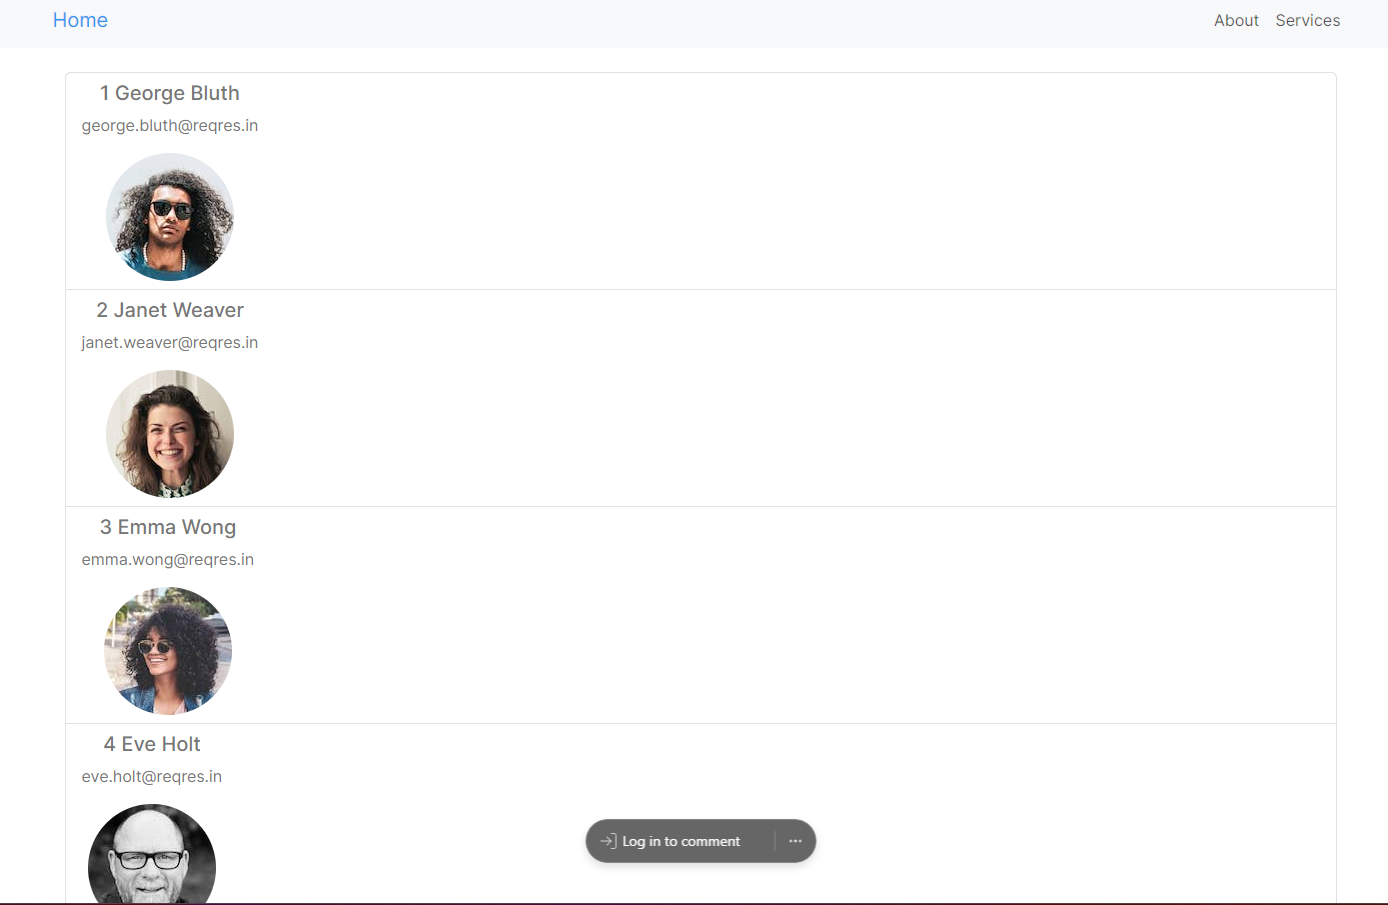 Home
About Services
1 George Bluth
george.bluth@reqres.in
2 Janet Weaver
janet.weaver@reqres.in
3 Emma Wong
emma.wong@reqres.in
4 Eve Holt
eve.holt@reqres.in
Log in to comment